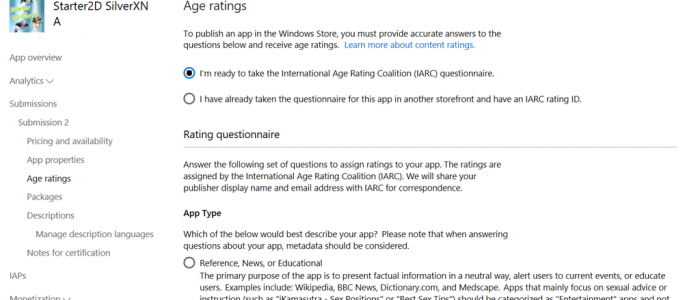 Starter2D SilverXN
A
App overview
Analytics
Submissions
Submission 2
Pricing and availability
App properties
Age ratings
Packages
Descriptions
Manage description languages
Notes for certification
IAPs
Monetization
Age ratings
To publish an app in the Windows Store, you must provide accurate answers to the
questions below and receive age ratings. Learn more about content ratings.
I'm ready to take the International Age Rating Coalition (IARC) questionnaire.
I have already taken the questionnaire for this app in another storefront and have an IARC rating ID.
Rating questionnaire
Answer the following set of questions to assign ratings to your app. The ratings are
assigned by the International Age Rating Coalition (IARC). We will share your
publisher display name and email address with IARC for correspondence.
App Type
Which of the below would best describe your app? Please note that when answering
questions about your app, metadata should be considered.
Reference, News, or Educational
The primary purpose of the app is to present factual information in a neutral way, alert users to current events, or educate
users. Examples include: Wikipedia, BBC News, Dictionary.com, and Medscape. Apps that mainly focus on sexual advice or
instruction (such as "iKamasutra - Sex Positions" or "Best Sex Tips") should be categorized as "Entertainment" apps and not